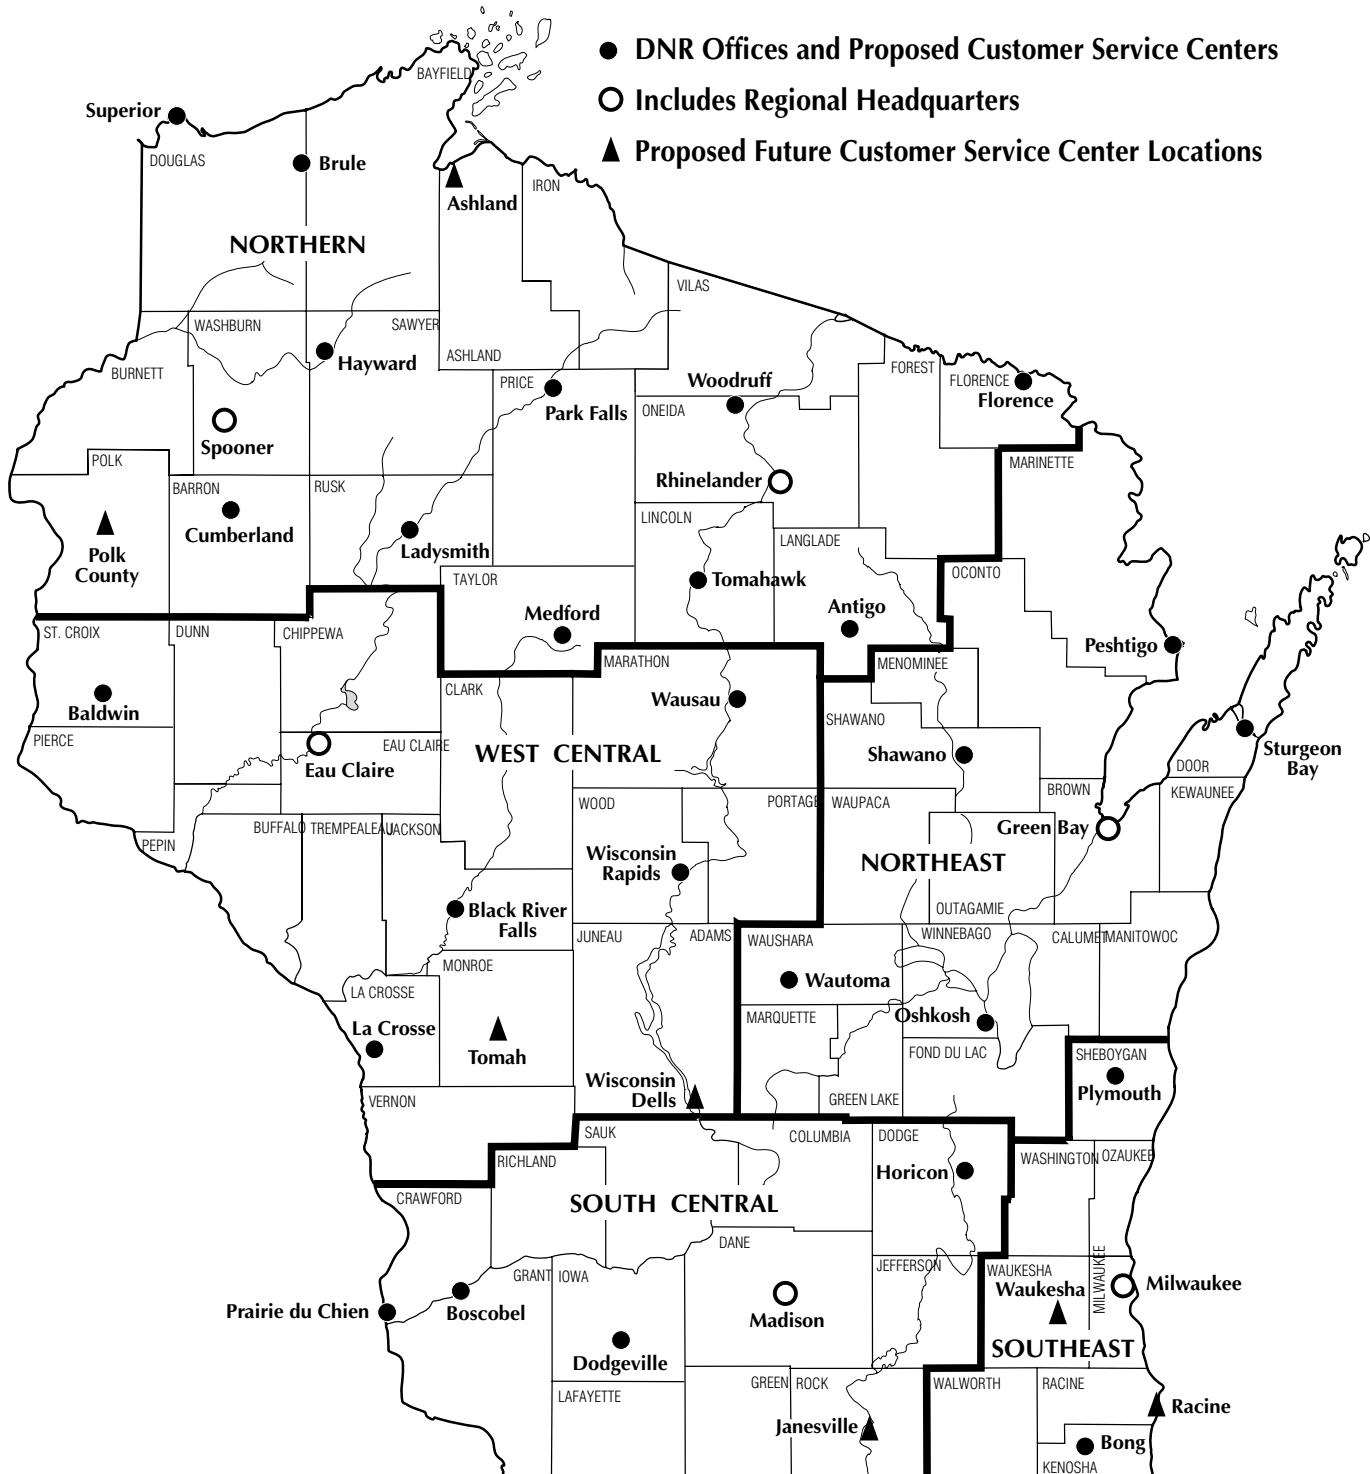 DNR Offices and Proposed Customer Service Centers
Includes Regional Headquarters
Proposed Future Customer Service Center Locations
BAYFIELD
Superior
DOUGLAS
Brule
IRON
Ashland
NORTHERN
VILAS
WASHBURN
SAWYER
ASHLAND
Hayward
BURNETT
PRICE
Park Falls
Woodruff
ONEIDA
FOREST
FLORENCE
Florence
Spooner
POLK
BARRON
RUSK
Rhinelander
MARINETTE
Cumberland
Ladysmith
LINCOLN
LANGLADE
Polk
County
TAYLOR
Tomahawk
OCONTO
Medford
Antigo
ST. CROIX
DUNN
CHIPPEWA
MARATHON
MENOMINEE
Peshtigo
Baldwin
CLARK
Wausau
SHAWANO
PIERCE
EAU CLAIRE
Eau Claire
WEST CENTRAL
Shawano
Sturgeon
Bay
DOOR
WOOD
PORTAGE
WAUPACA
BROWN
KEWAUNEE
BUFFALO
TREMPEALEAU
JACKSON
Green Bay
PEPIN
Wisconsin
Rapids
NORTHEAST
Black River
Falls
OUTAGAMIE
JUNEAU
ADAMS
WAUSHARA
WINNEBAGO
CALUMET
MANITOWOC
MONROE
LA CROSSE
Wautoma
La Crosse
Tomah
MARQUETTE
Oshkosh
FOND DU LAC
SHEBOYGAN
Plymouth
Wisconsin
Dells
VERNON
GREEN LAKE
SAUK
COLUMBIA
DODGE
RICHLAND
WASHINGTON
OZAUKEE
Horicon
CRAWFORD
SOUTH CENTRAL
DANE
GRANT
IOWA
JEFFERSON
WAUKESHA
MILWAUKEE
Waukesha
Milwaukee
Prairie du Chien
Boscobel
Madison
Dodgeville
SOUTHEAST
LAFAYETTE
GREEN
ROCK
WALWORTH
RACINE
Racine
Janesville
Bong
KENOSHA